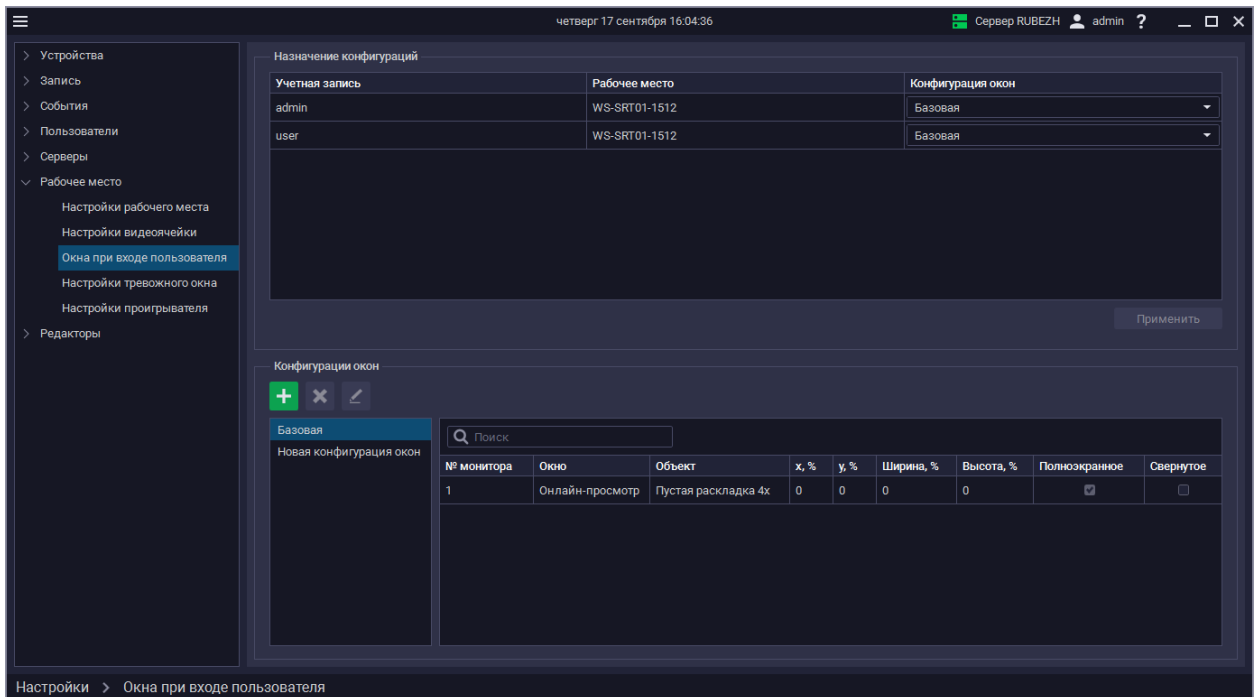 четверг 17 сентября 16:04:36
Сервер RUBEZH admin ?
Устройства
Запись
События
Пользователи
Серверы
Рабочее место
Настройки рабочего места
Настройки видеоячейки
Окна при входе пользователя
Настройки тревожного окна
Настройки проигрывателя
Редакторы
Назначение конфигураций
Учетная запись Рабочее место Конфигурация окон
admin WS-SRT01-1512 Базовая
user WS-SRT01-1512 Базовая
Применить
Конфигурации окон
Базовая
Новая конфигурация окон
Поиск
№ монитора Окно Объект x, % y, % Ширина, % Высота, % Полноэкранное Свернутое
1 Онлайн-просмотр Пустая раскладка 4x 0 0 0 0
Настройки > Окна при входе пользователя